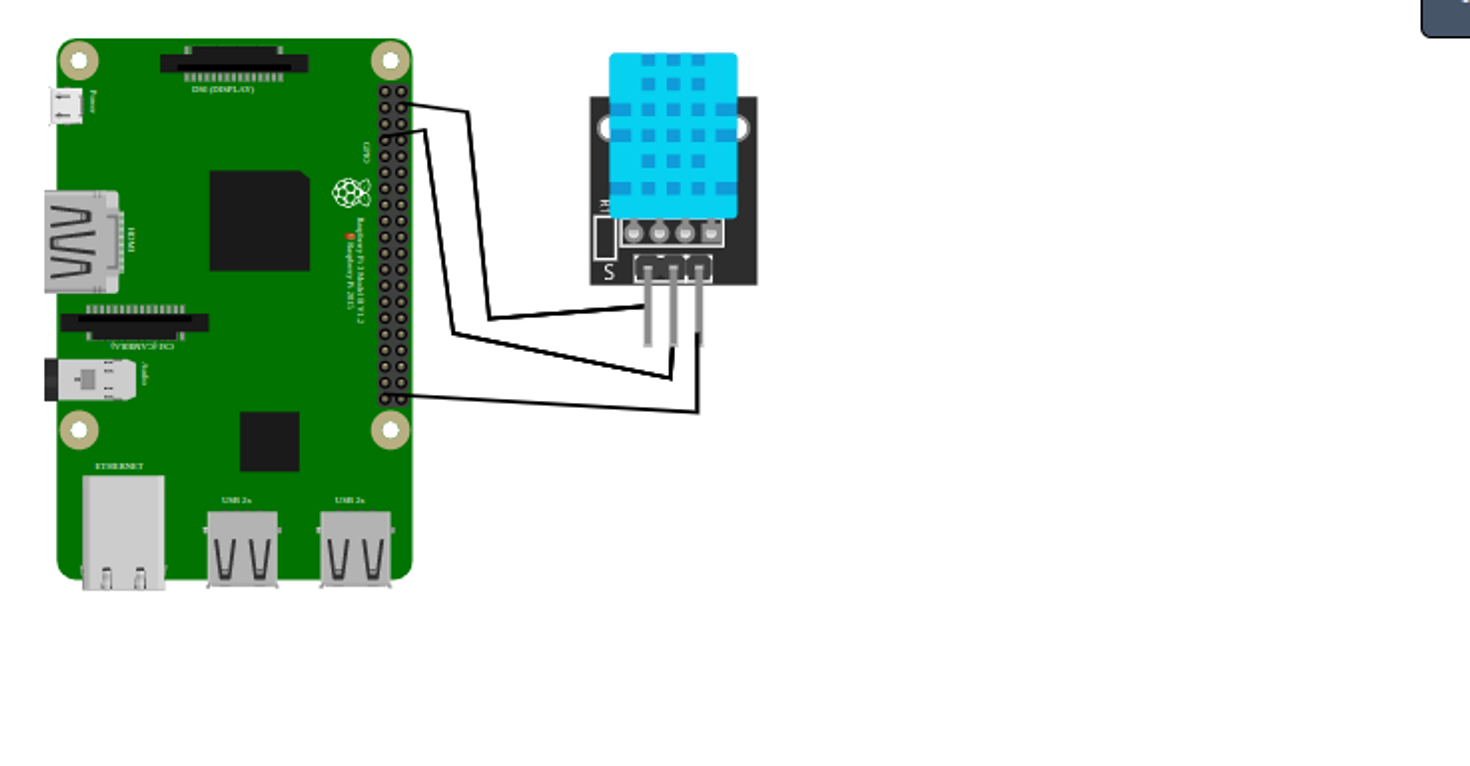 DSI (DISPLAY)
Power
GPIO
HDMI
Raspberry Pi 3 Model B V1.2
Raspberry Pi 2015
CSI (CAMERA)
Audio
ETHERNET
USB 2x
USB 2x
S